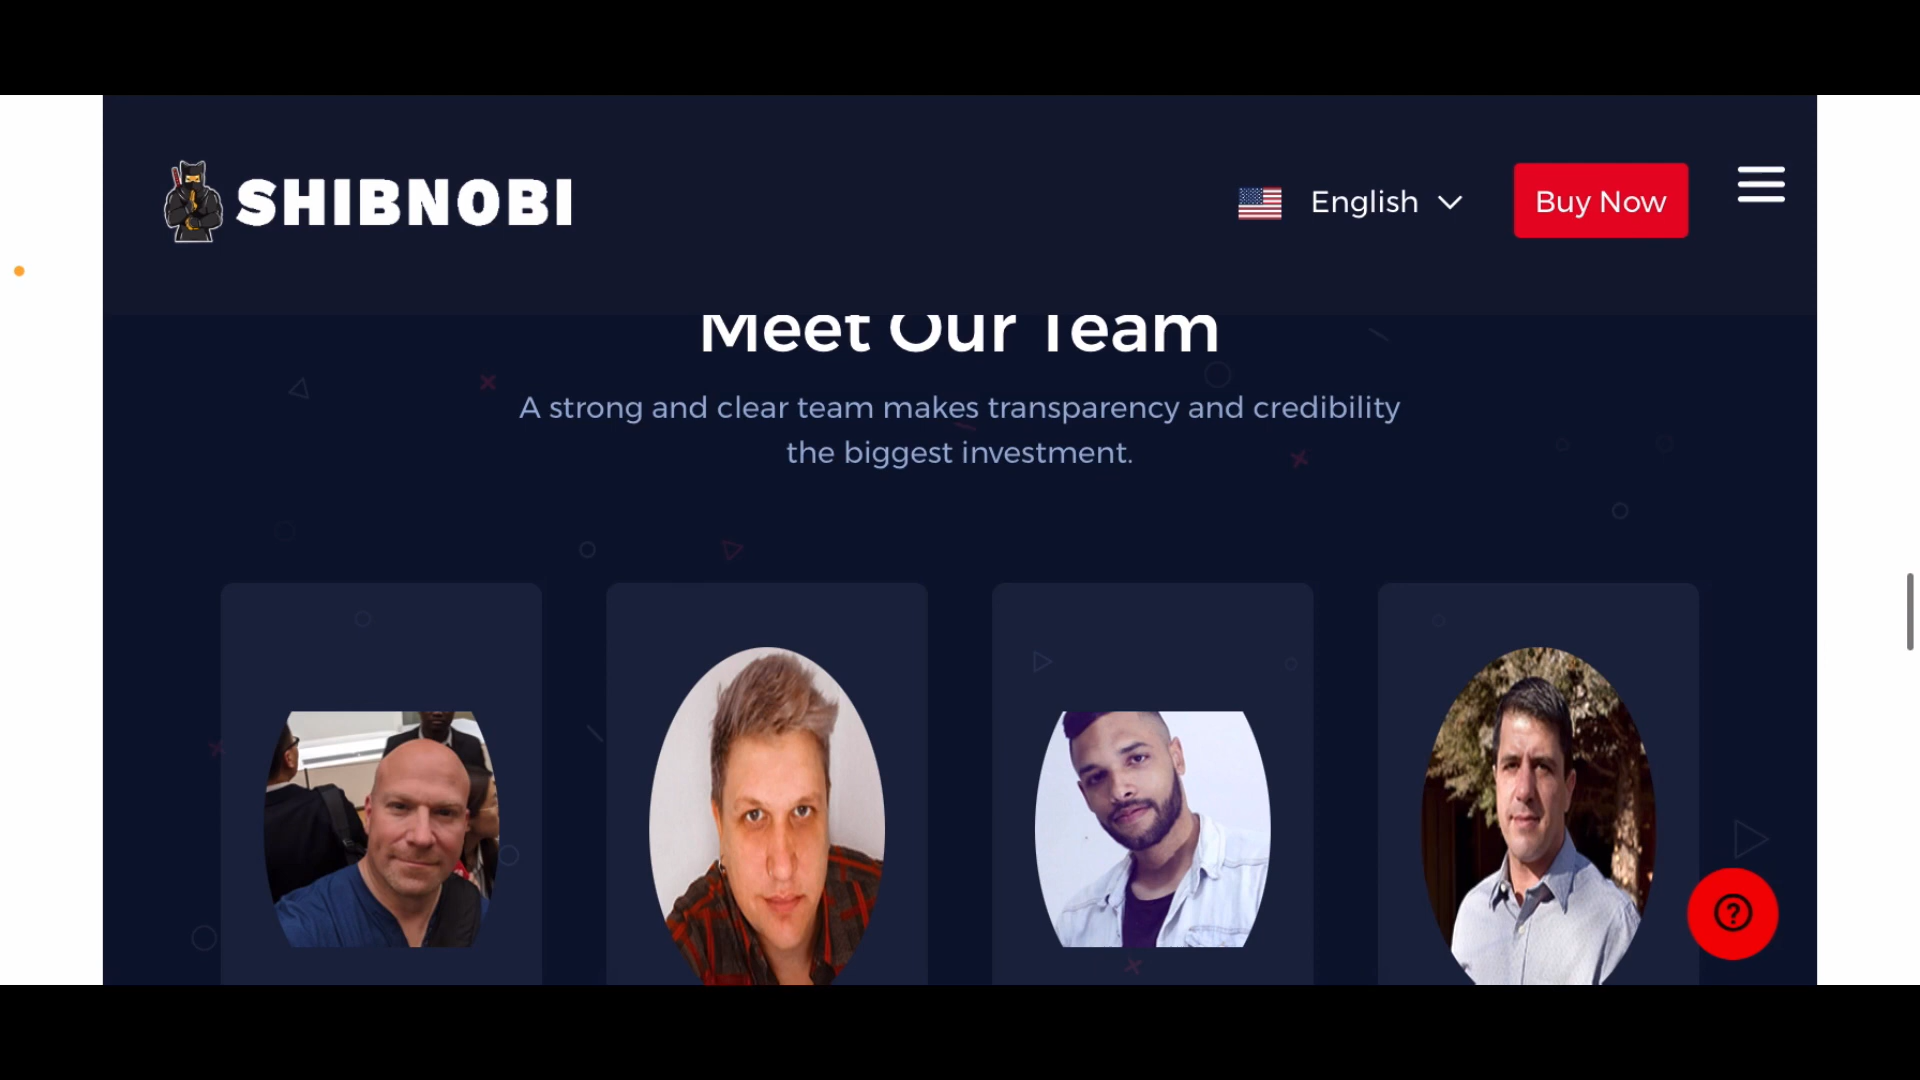 SHIBNOBI
English
Buy Now
Meet Our Team
A strong and clear team makes transparency and credibility
the biggest investment.
?